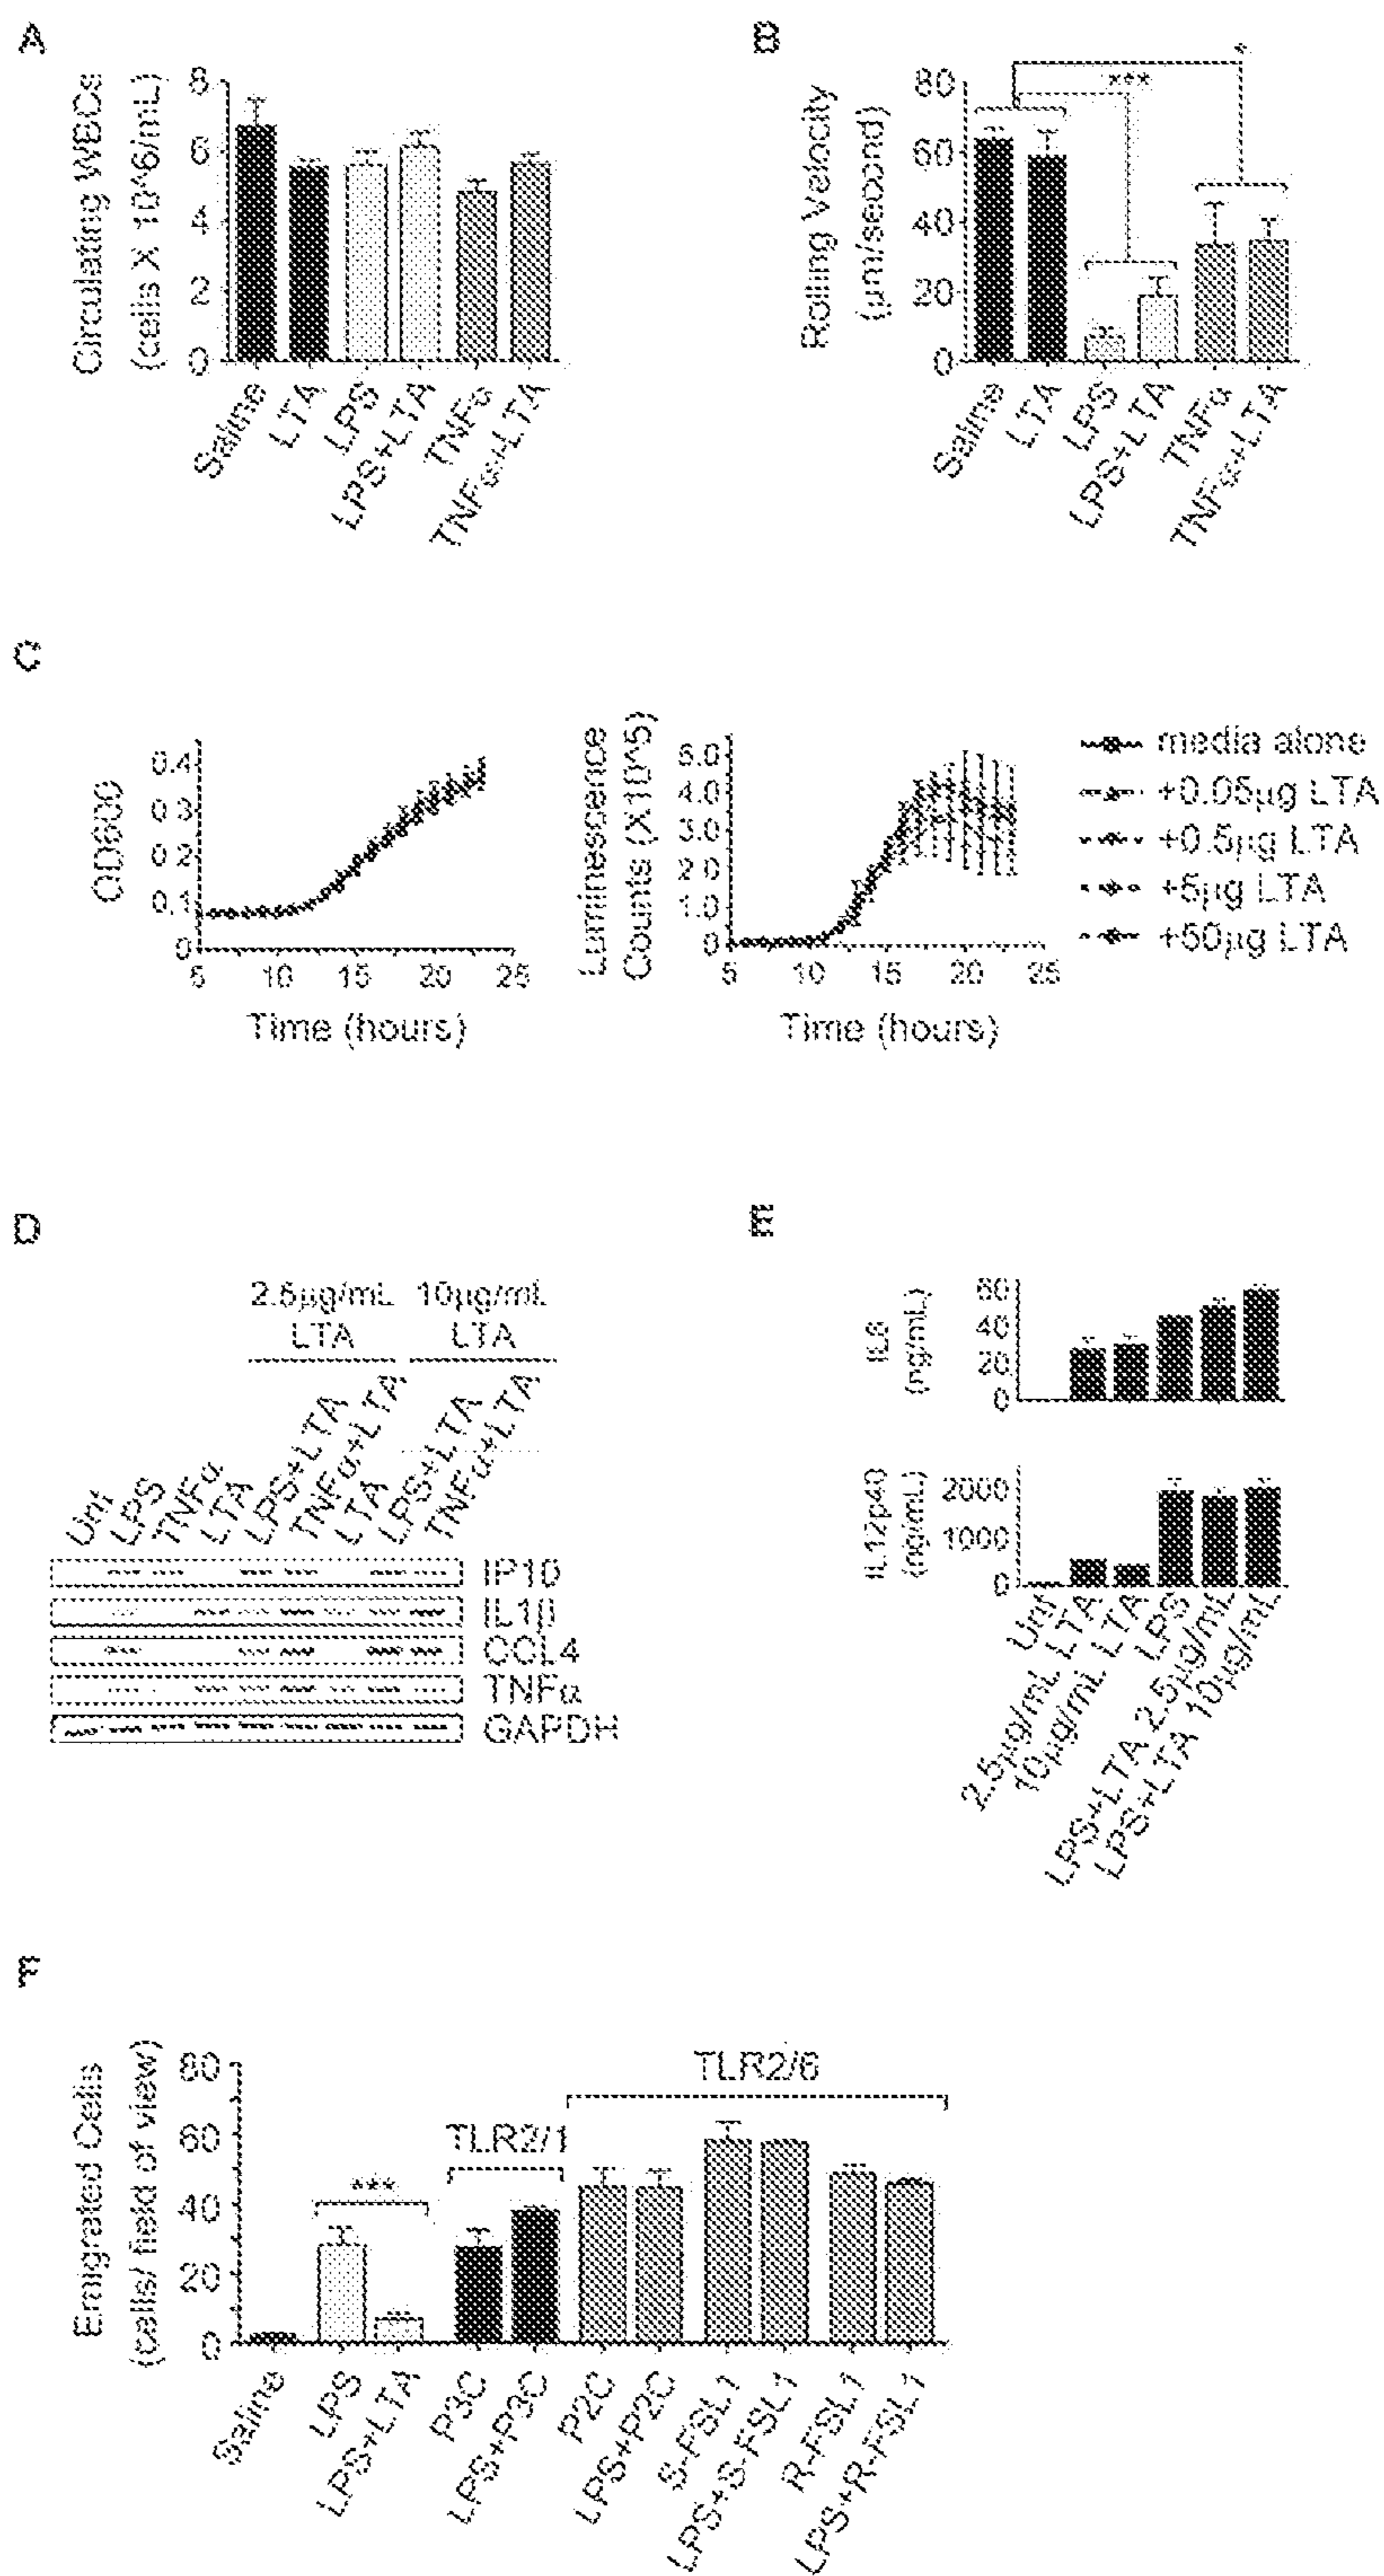 A
Circulating WBCs
(cells X 10^6/mL)
8
6
4
2
0
Saline
LTA
LPS
LPS+LTA
TNFα
TNFα+LTA
B
Rolling Velocity
(µm/second)
80
60
40
20
0
***
*
Saline
LTA
LPS
LPS+LTA
TNFα
TNFα+LTA
C
OD600
0.4
0.3
0.2
0.1
0
5 10 15 20 25
Time (hours)
Luminescence
Counts (X10^5)
5.0
4.0
3.0
2.0
1.0
0
5 10 15 20 25
Time (hours)
media alone
+0.05µg LTA
+0.5µg LTA
+5µg LTA
+50µg LTA
D
2.5µg/mL 10µg/mL
LTA LTA
Unt
LPS
TNFα
LTA
LPS+LTA
TNFα+LTA
LTA
LPS+LTA
TNFα+LTA
IP10
IL1β
CCL4
TNFα
GAPDH
E
IL6
(ng/mL)
60
40
20
0
IL12p40
(ng/mL)
2000
1000
0
Unt
2.5µg/mL LTA
10µg/mL LTA
LPS
LPS+LTA 2.5µg/mL
LPS+LTA 10µg/mL
F
Emigrated Cells
(cells/ field of view)
80
60
40
20
0
***
TLR2/1
TLR2/6
Saline
LPS
LPS+LTA
P3C
LPS+P3C
P2C
LPS+P2C
S-FSL1
LPS+S-FSL1
R-FSL1
LPS+R-FSL1